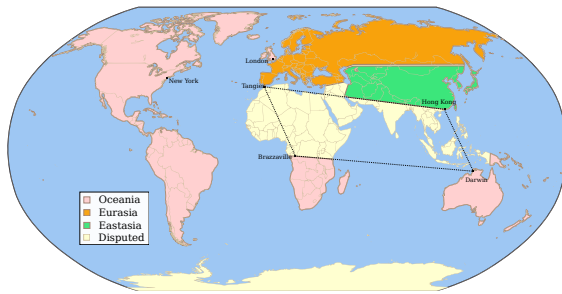 London
New York
Tangier
Hong Kong
Brazzaville
Darwin
Oceania
Eurasia
Eastasia
Disputed